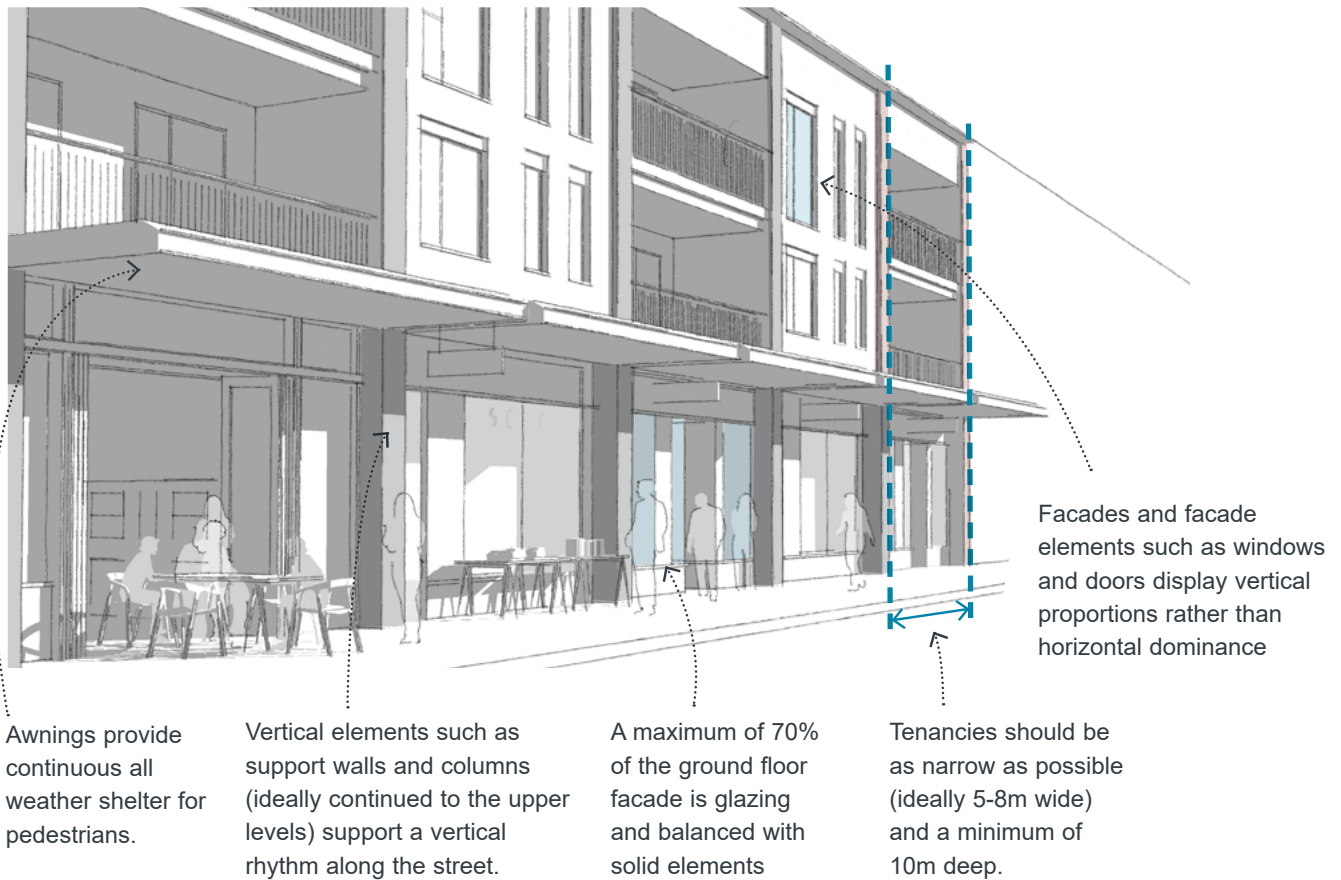 Facades and facade
elements such as windows
and doors display vertical
proportions rather than
horizontal dominance
Awnings provide
continuous all
weather shelter for
pedestrians.
Vertical elements such as
support walls and columns
(ideally continued to the upper
levels) support a vertical
rhythm along the street.
A maximum of 70%
of the ground floor
facade is glazing
and balanced with
solid elements
Tenancies should be
as narrow as possible
(ideally 5-8m wide)
and a minimum of
10m deep.